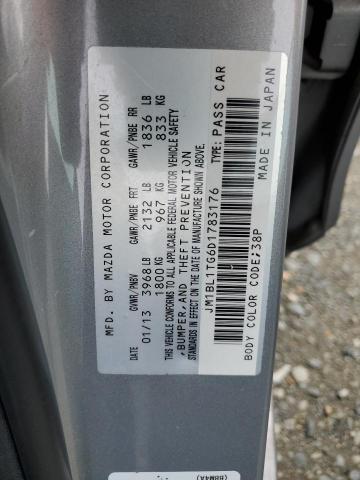 MFD. BY MAZDA MOTOR CORPORATION
DATE GVWR/PNBV GAWR/PNBE FRT GAWR/PNBE RR
01/13 3968 LB 2132 LB 1836 LB
1800 KG 967 KG 833 KG
THIS VEHICLE CONFORMS TO ALL APPLICABLE FEDERAL MOTOR VEHICLE SAFETY
,BUMPER,AND THEFT PREVENTION
STANDARDS IN EFFECT ON THE DATE OF MANUFACTURE SHOWN ABOVE.
JM1BL1TG6D1783176 TYPE: PASS CAR
BODY COLOR CODE;38P MADE IN JAPAN
(BBM4A)